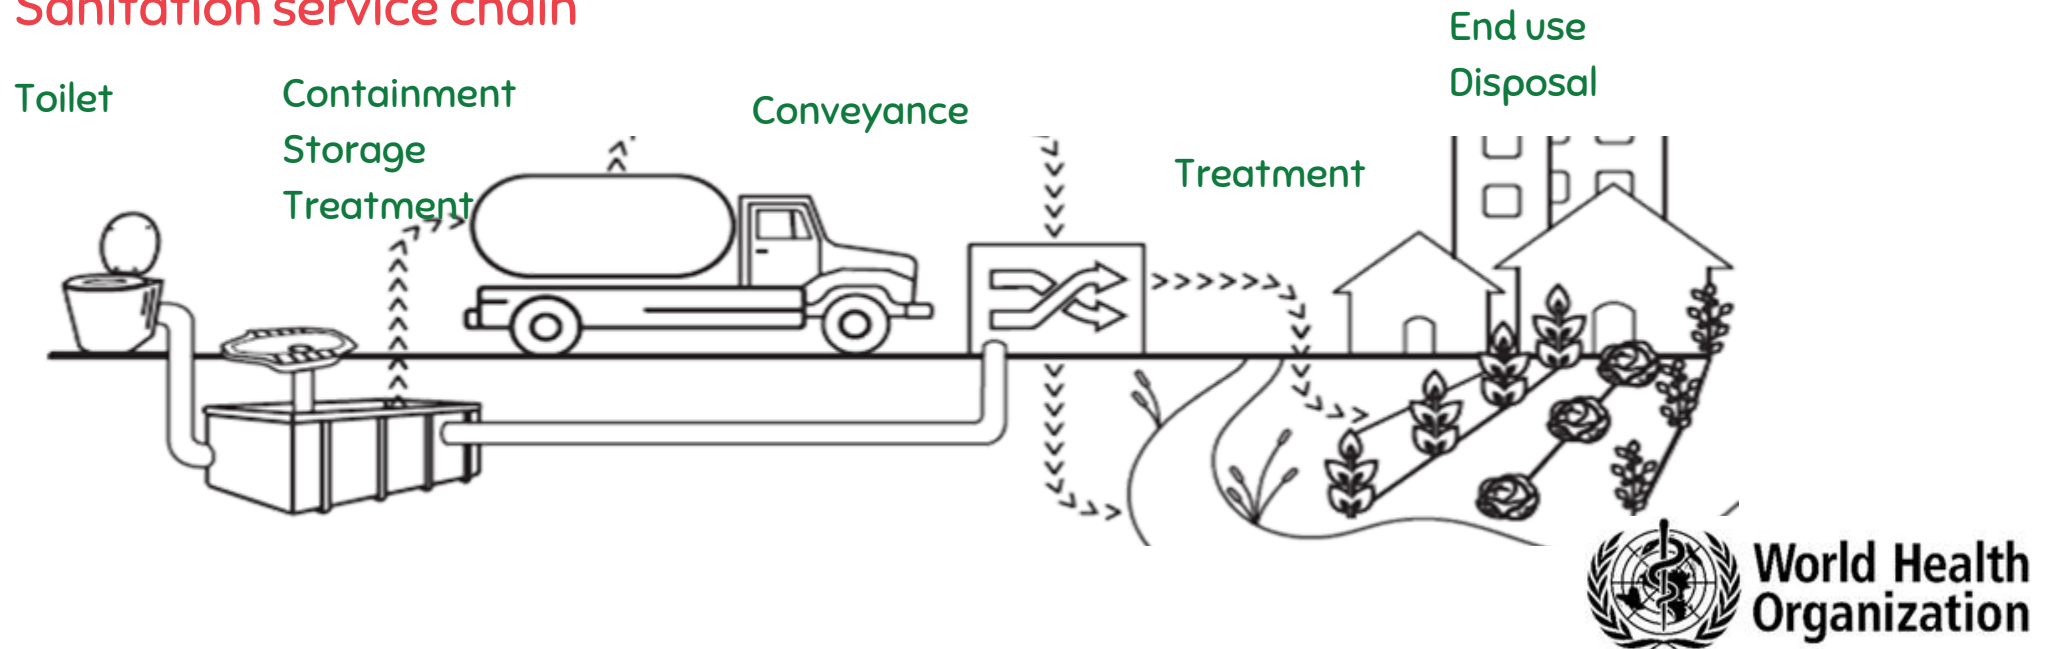 Sanitation service chain
Toilet
Containment
Storage
Treatment
Conveyance
Treatment
End use
Disposal
World Health
Organization